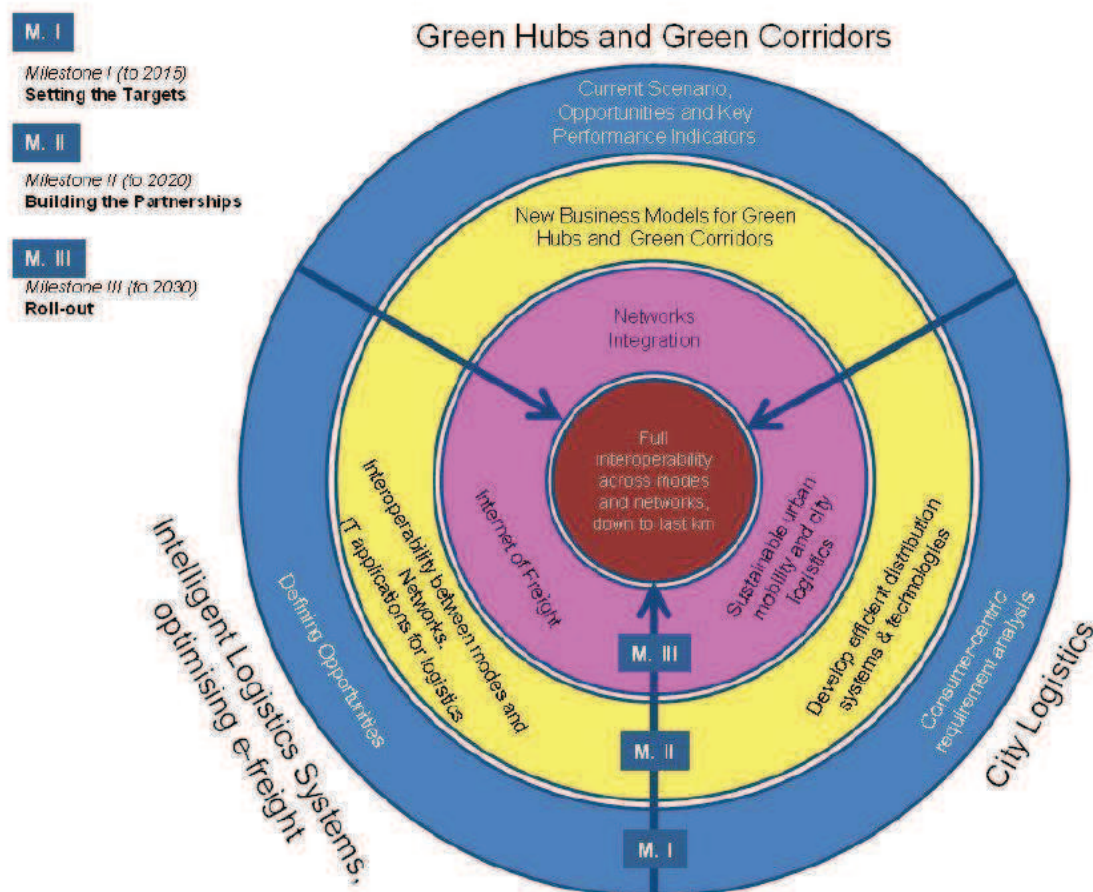 M. I
Milestone I (to 2015)
Setting the Targets
M. II
Milestone II (to 2020)
Building the Partnerships
M. III
Milestone III (to 2030)
Roll-out
Green Hubs and Green Corridors
Current Scenario,
Opportunities and Key
Performance Indicators
New Business Models for Green
Hubs and Green Corridors
Networks
Integration
Full
interoperability
across modes
and networks,
down to last km
Internet of Freight
Sustainable urban
mobility and city
logistics
Interoperability between modes and
Networks.
IT applications for logistics
Develop efficient distribution
systems & technologies
Defining Opportunities
Consumer-centric
requirement analysis
Intelligent Logistics Systems,
optimising e-freight
City Logistics
M. III
M. II
M. I